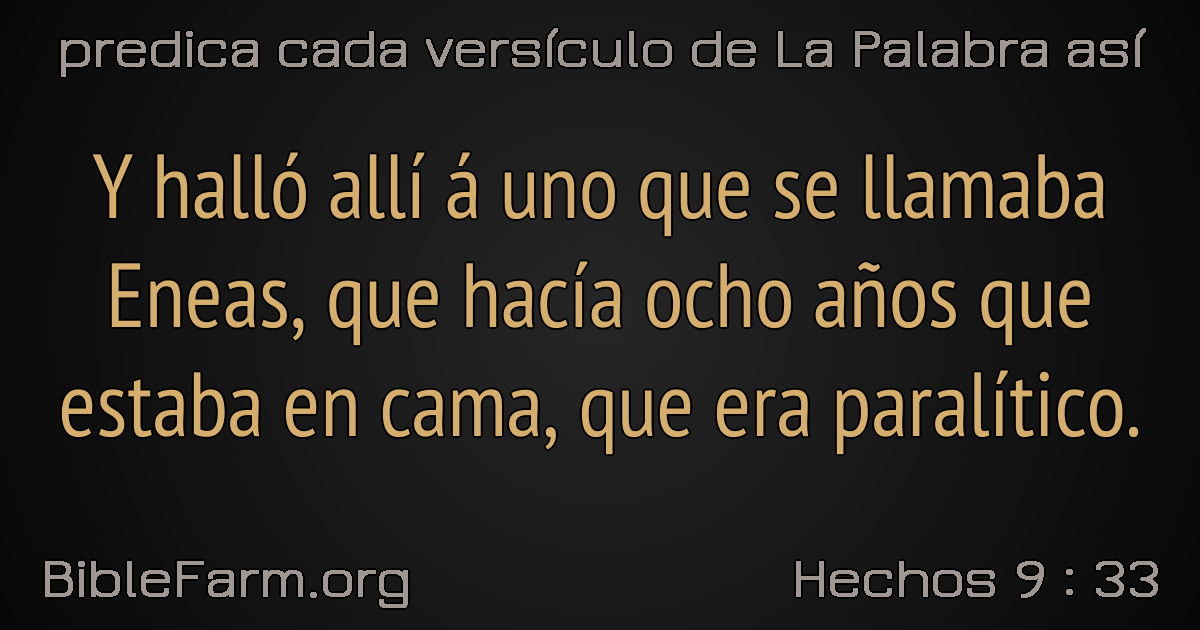 predica cada versículo de La Palabra así
Y halló allí á uno que se llamaba
Eneas, que hacía ocho años que
estaba en cama, que era paralítico.
BibleFarm.org
Hechos 9 : 33